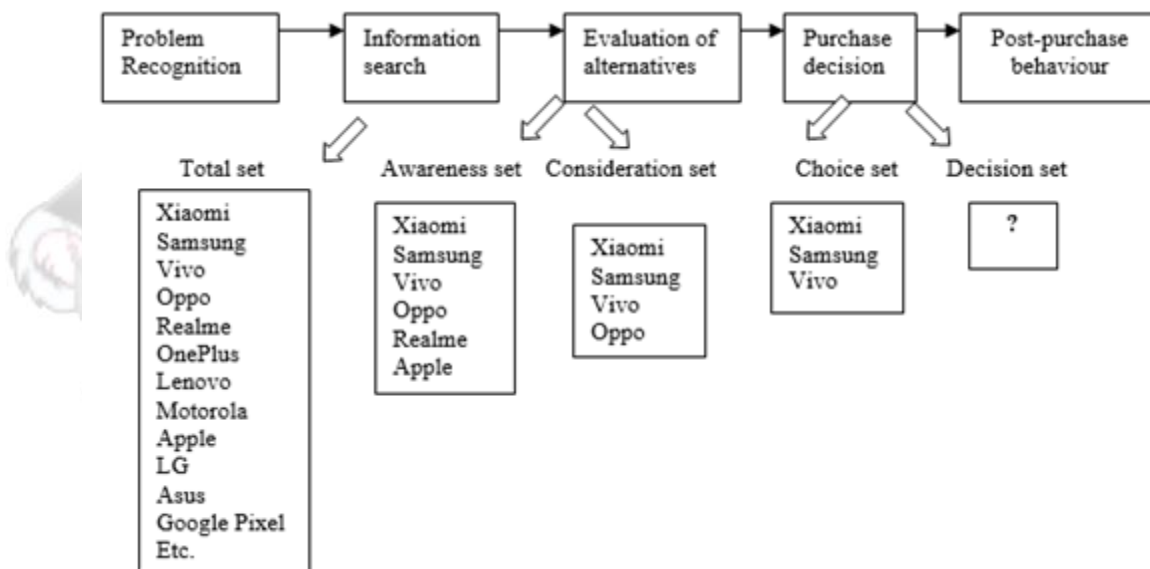 Problem
Recognition
Information
search
Evaluation of
alternatives
Purchase
decision
Post-purchase
behaviour
Total set
Xiaomi
Samsung
Vivo
Oppo
Realme
OnePlus
Lenovo
Motorola
Apple
LG
Asus
Google Pixel
Etc.
Awareness set
Xiaomi
Samsung
Vivo
Oppo
Realme
Apple
Consideration set
Xiaomi
Samsung
Vivo
Oppo
Choice set
Xiaomi
Samsung
Vivo
Decision set
?